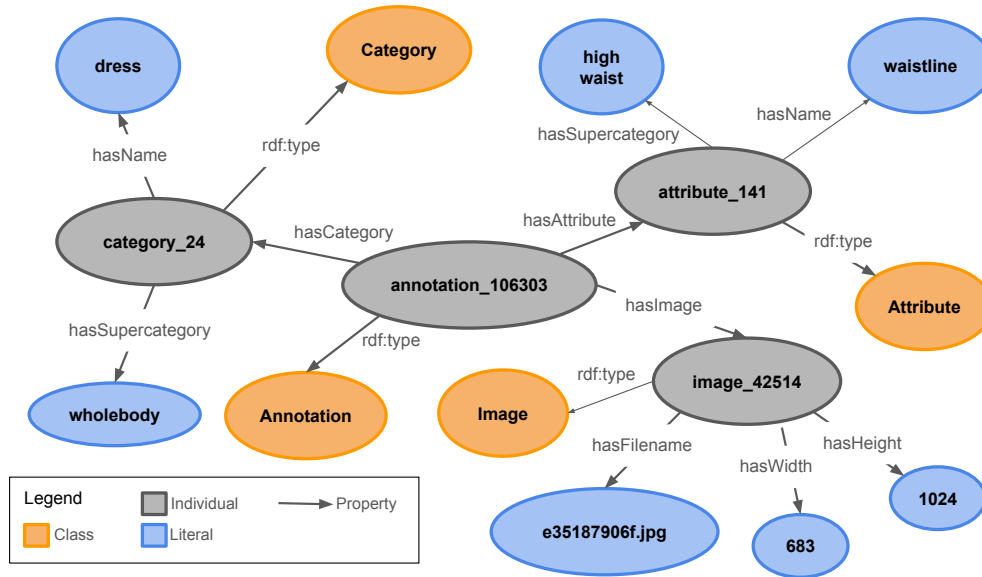 dress
Category
high
waist
waistline
hasName
rdf:type
hasSupercategory
hasName
category_24
hasCategory
hasAttribute
attribute_141
rdf:type
annotation_106303
hasImage
Attribute
hasSupercategory
rdf:type
wholebody
Annotation
Image
rdf:type
image_42514
hasFilename
hasWidth
hasHeight
e35187906f.jpg
683
1024
Legend
Individual
Property
Class
Literal